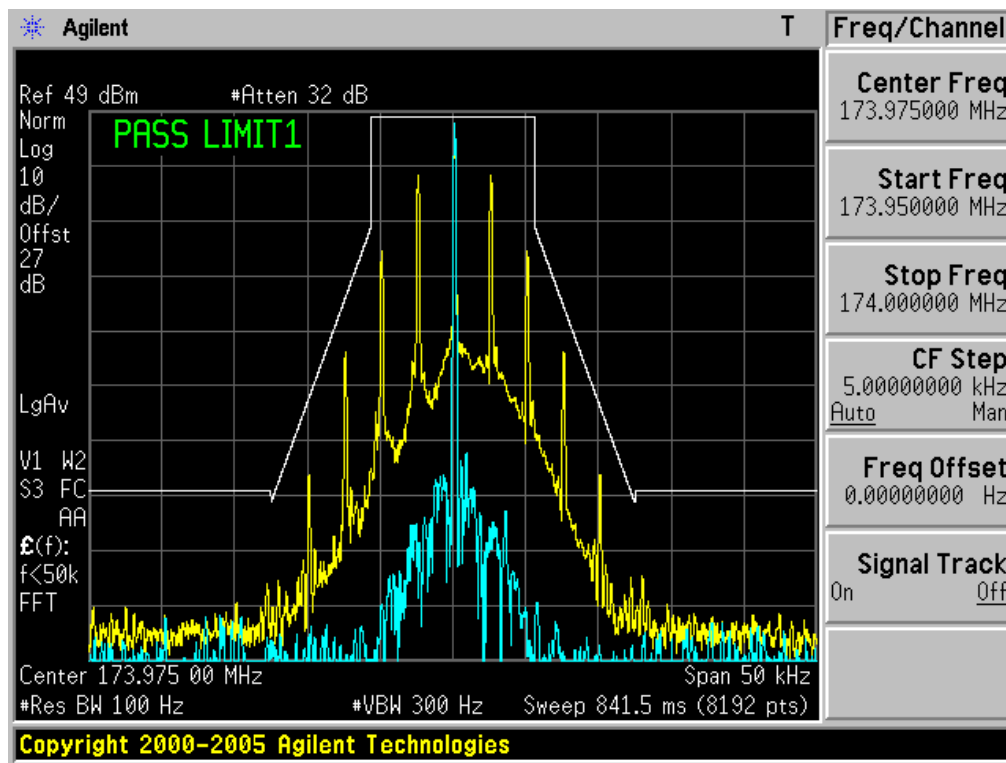 Agilent T Freq/Channel
Ref 49 dBm #Atten 32 dB
Norm
Log
10
dB/
Offst
27
dB
LgAv
V1 W2
S3 FC
AA
£(f):
f<50k
FFT
PASS LIMIT1
Center 173.975 00 MHz Span 50 kHz
#Res BW 100 Hz #VBW 300 Hz Sweep 841.5 ms (8192 pts)
Copyright 2000-2005 Agilent Technologies
Center Freq
173.975000 MHz
Start Freq
173.950000 MHz
Stop Freq
174.000000 MHz
CF Step
5.00000000 kHz
Auto Man
Freq Offset
0.00000000 Hz
Signal Track
On Off